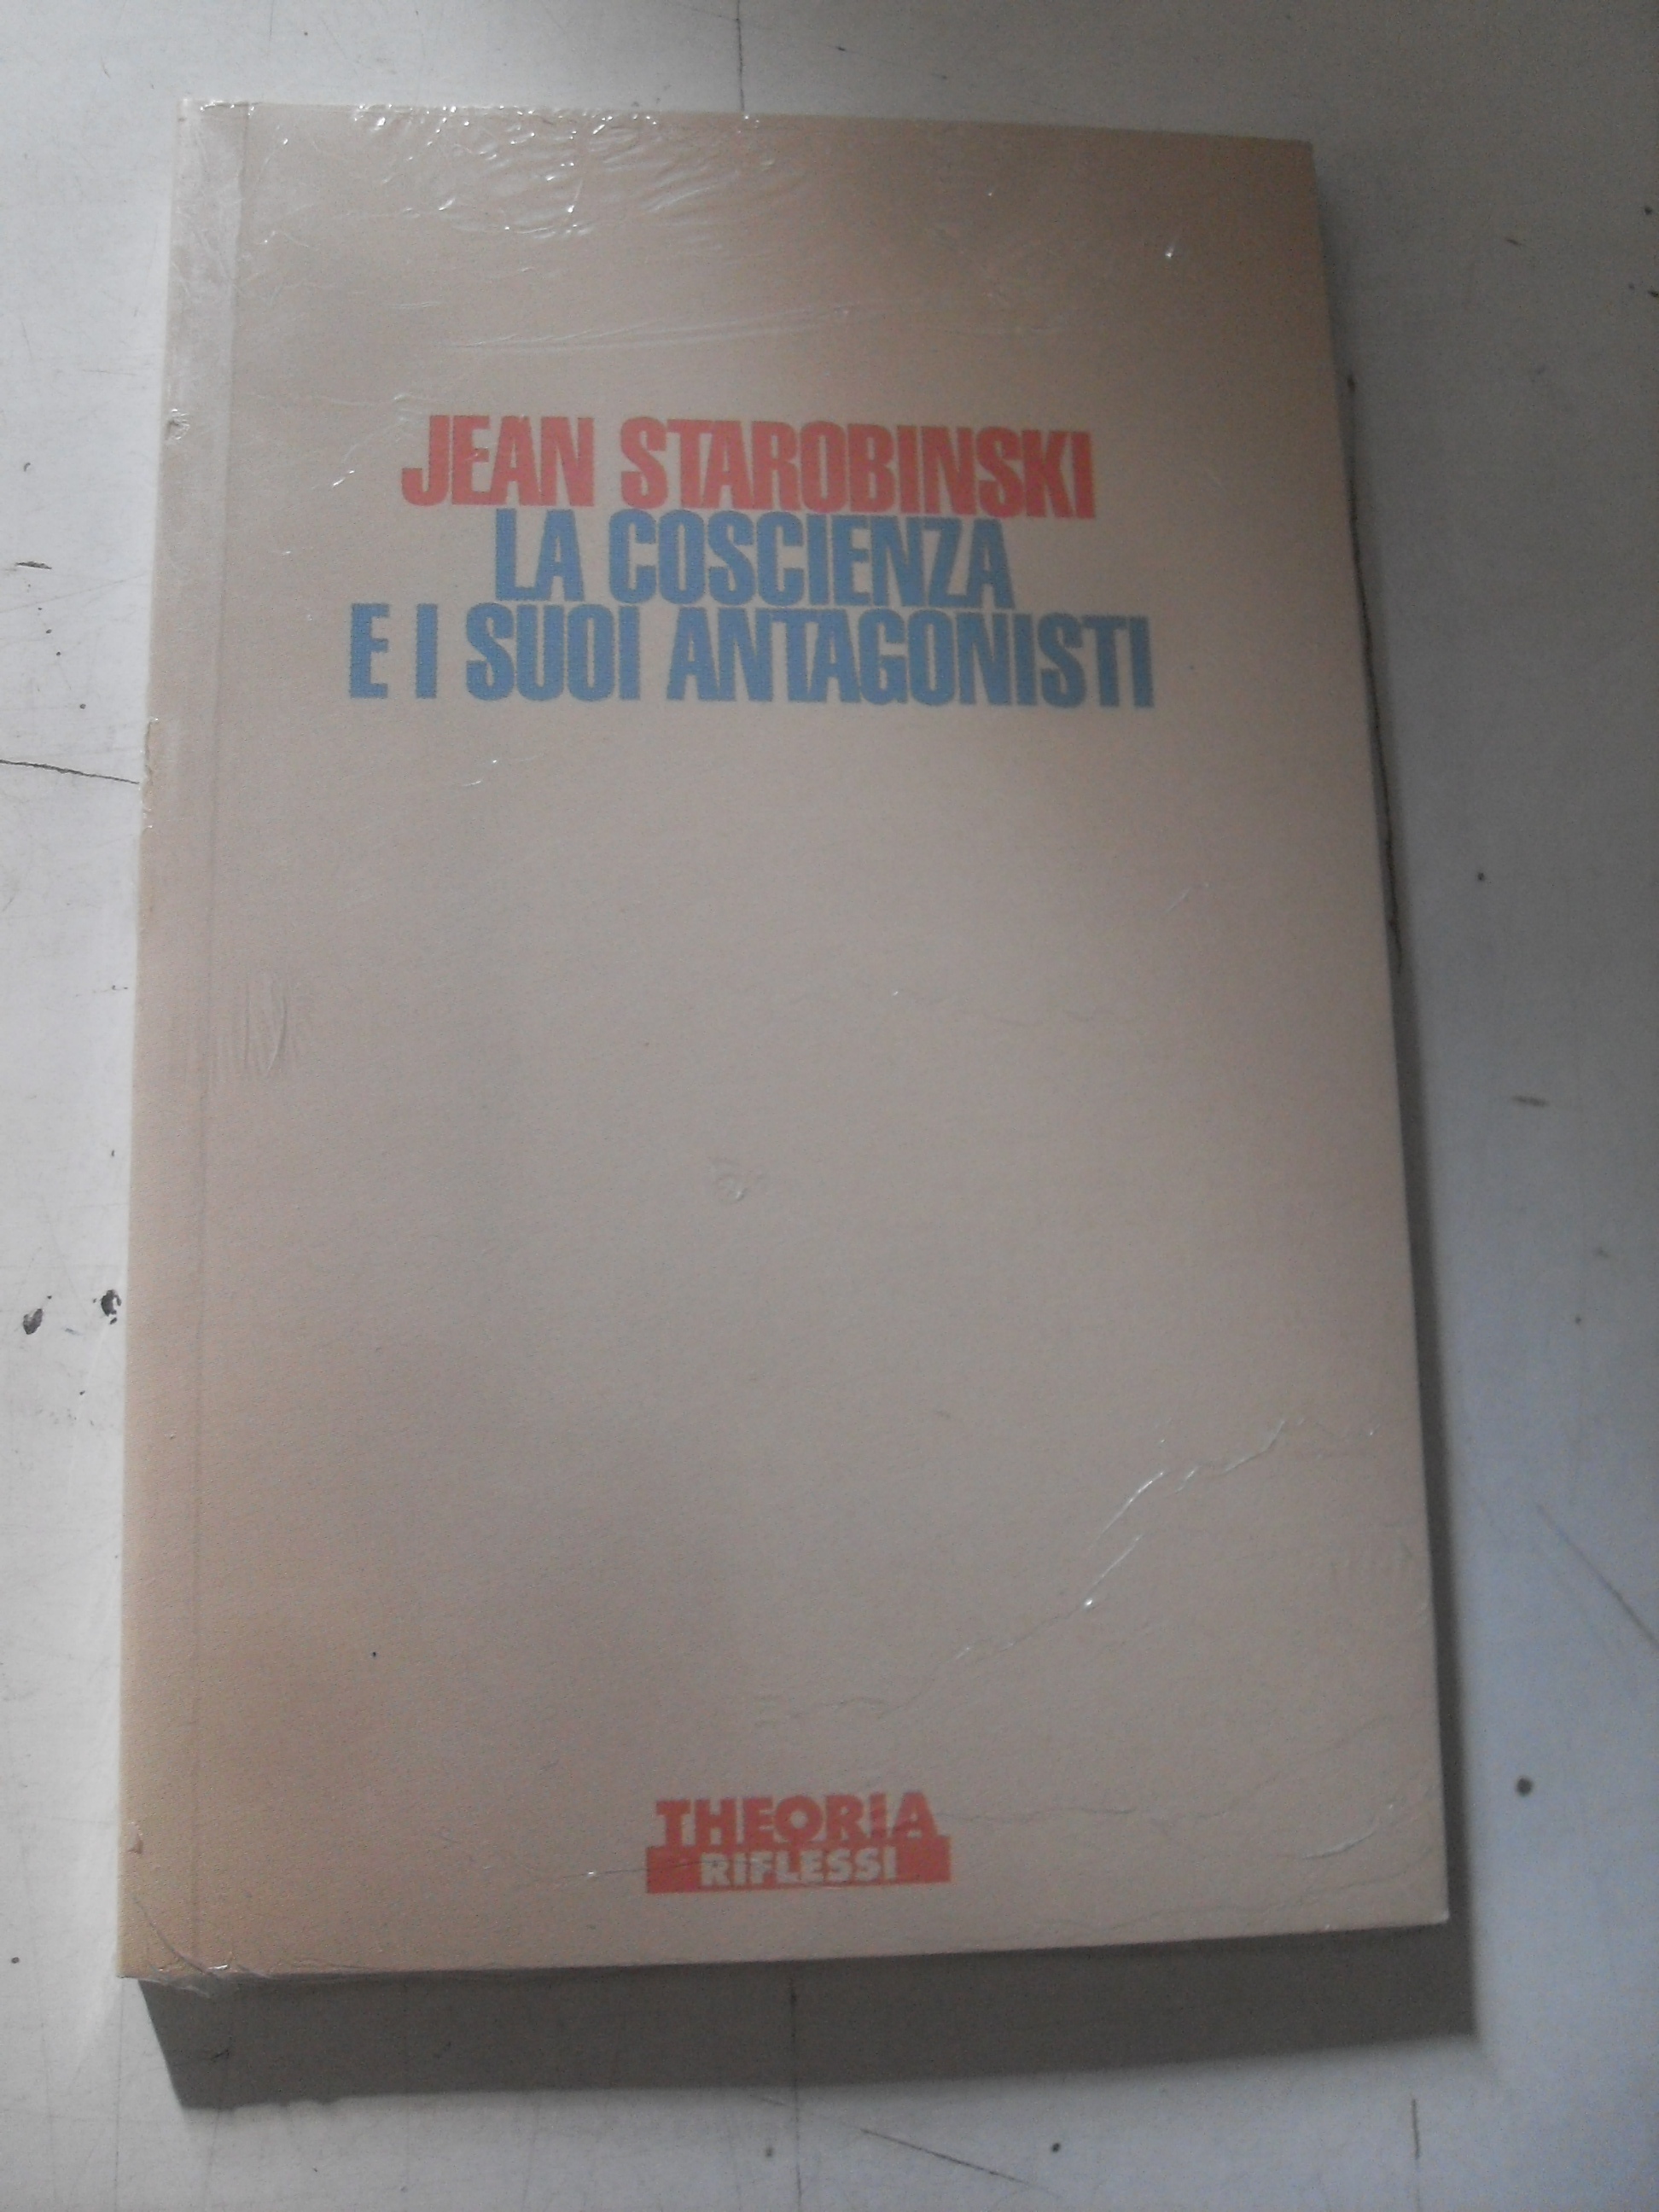 JEAN STAROBINSKI
LA COSCIENZA
E I SUOI ANTAGONISTI
THEORIA
RIFLESSI